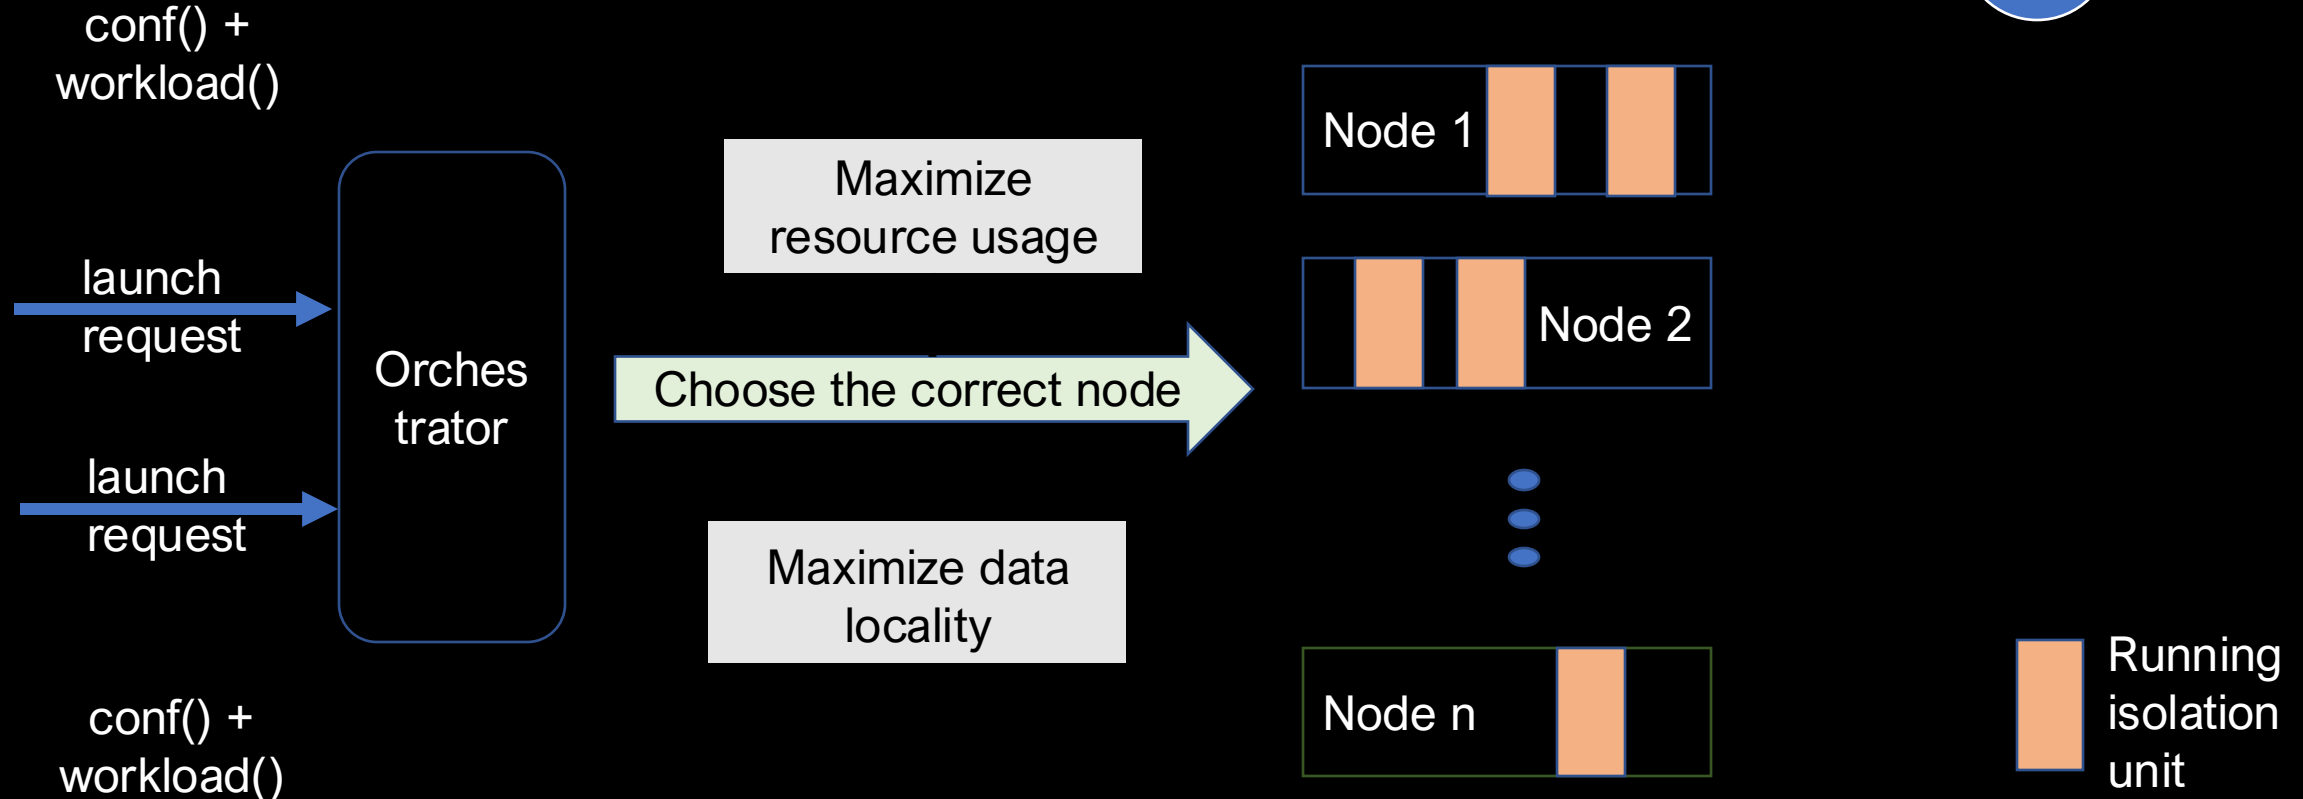 conf() +
workload()
launch
request
launch
request
conf() +
workload()
Orches
trator
Maximize
resource usage
Choose the correct node
Maximize data
locality
Node 1
Node 2
Node n
Running
isolation
unit